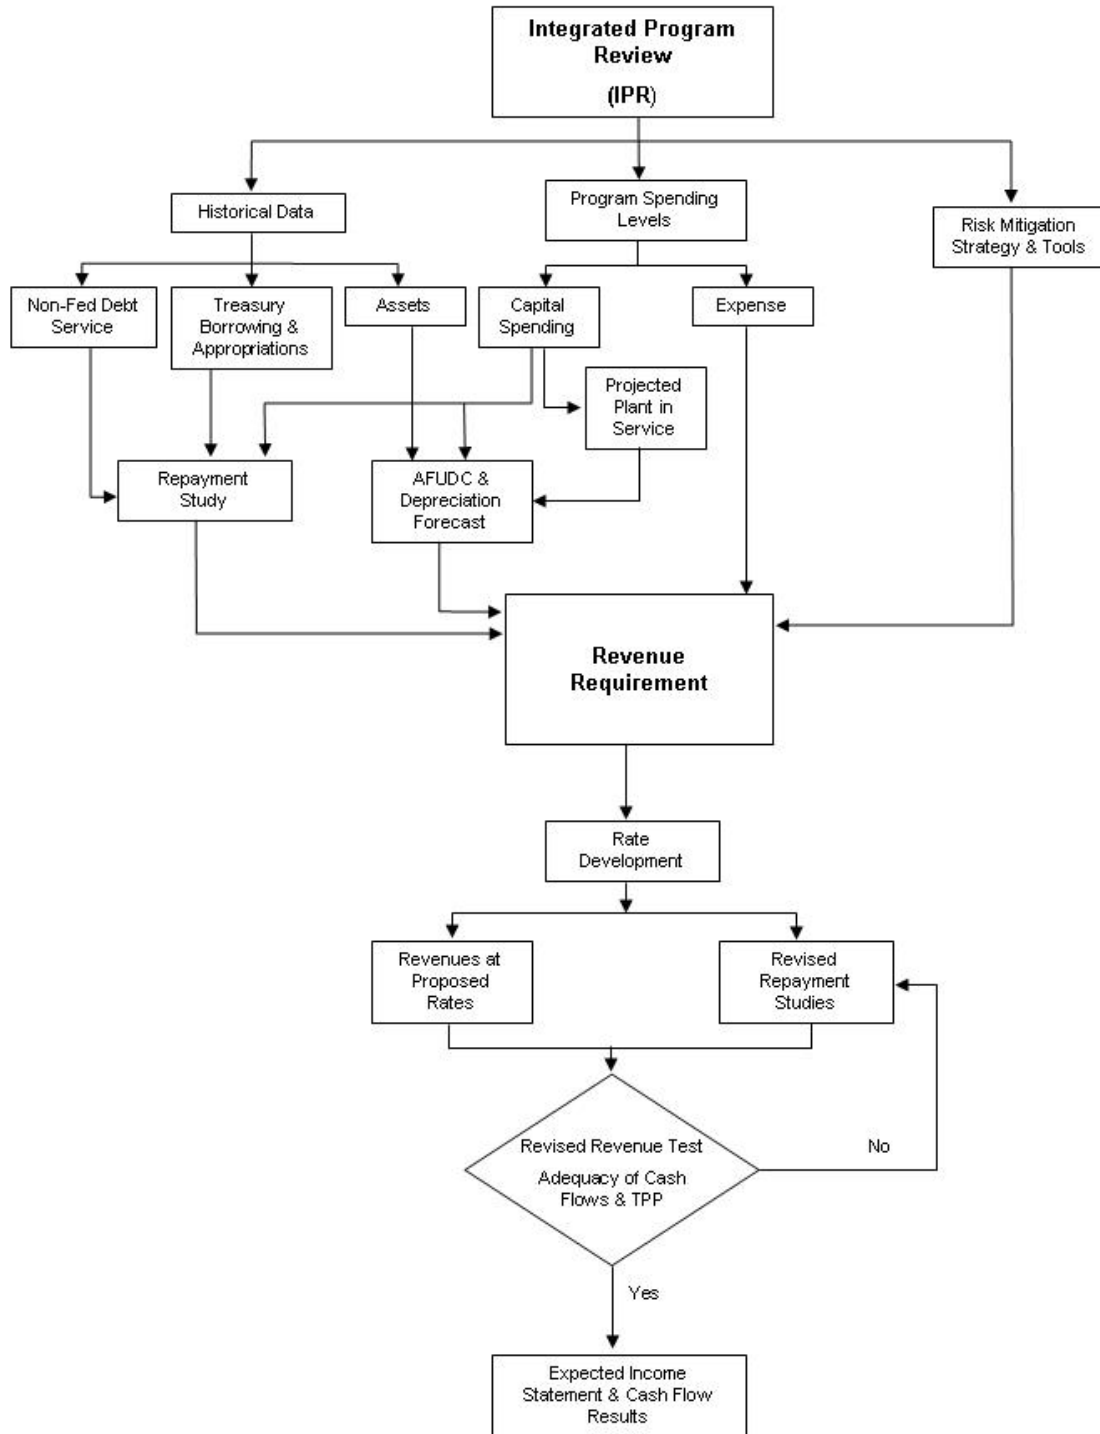 Integrated Program
Review
(IPR)
Historical Data
Program Spending
Levels
Risk Mitigation
Strategy & Tools
Non-Fed Debt
Service
Treasury
Borrowing &
Appropriations
Assets
Capital
Spending
Expense
Projected
Plant in
Service
Repayment
Study
AFUDC &
Depreciation
Forecast
Revenue
Requirement
Rate
Development
Revenues at
Proposed
Rates
Revised
Repayment
Studies
Revised Revenue Test
Adequacy of Cash
Flows & TPP
No
Yes
Expected Income
Statement & Cash Flow
Results